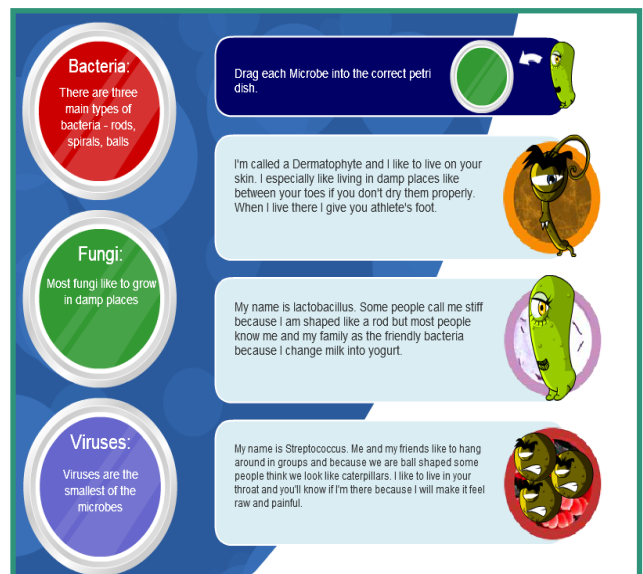 Bacteria:
There are three
main types of
bacteria - rods,
spirals, balls
Fungi:
Most fungi like to grow
in damp places
Viruses:
Viruses are the
smallest of the
microbes
Drag each Microbe into the correct petri
dish.
I'm called a Dermatophyte and I like to live on your
skin. I especially like living in damp places like
between your toes if you don't dry them properly.
When I live there I give you athlete's foot.
My name is lactobacillus. Some people call me stiff
because I am shaped like a rod but most people
know me and my family as the friendly bacteria
because I change milk into yogurt.
My name is Streptococcus. Me and my friends like to hang
around in groups and because we are ball shaped some
people think we look like caterpillars. I like to live in your
throat and you'll know if I'm there because I will make it feel
raw and painful.